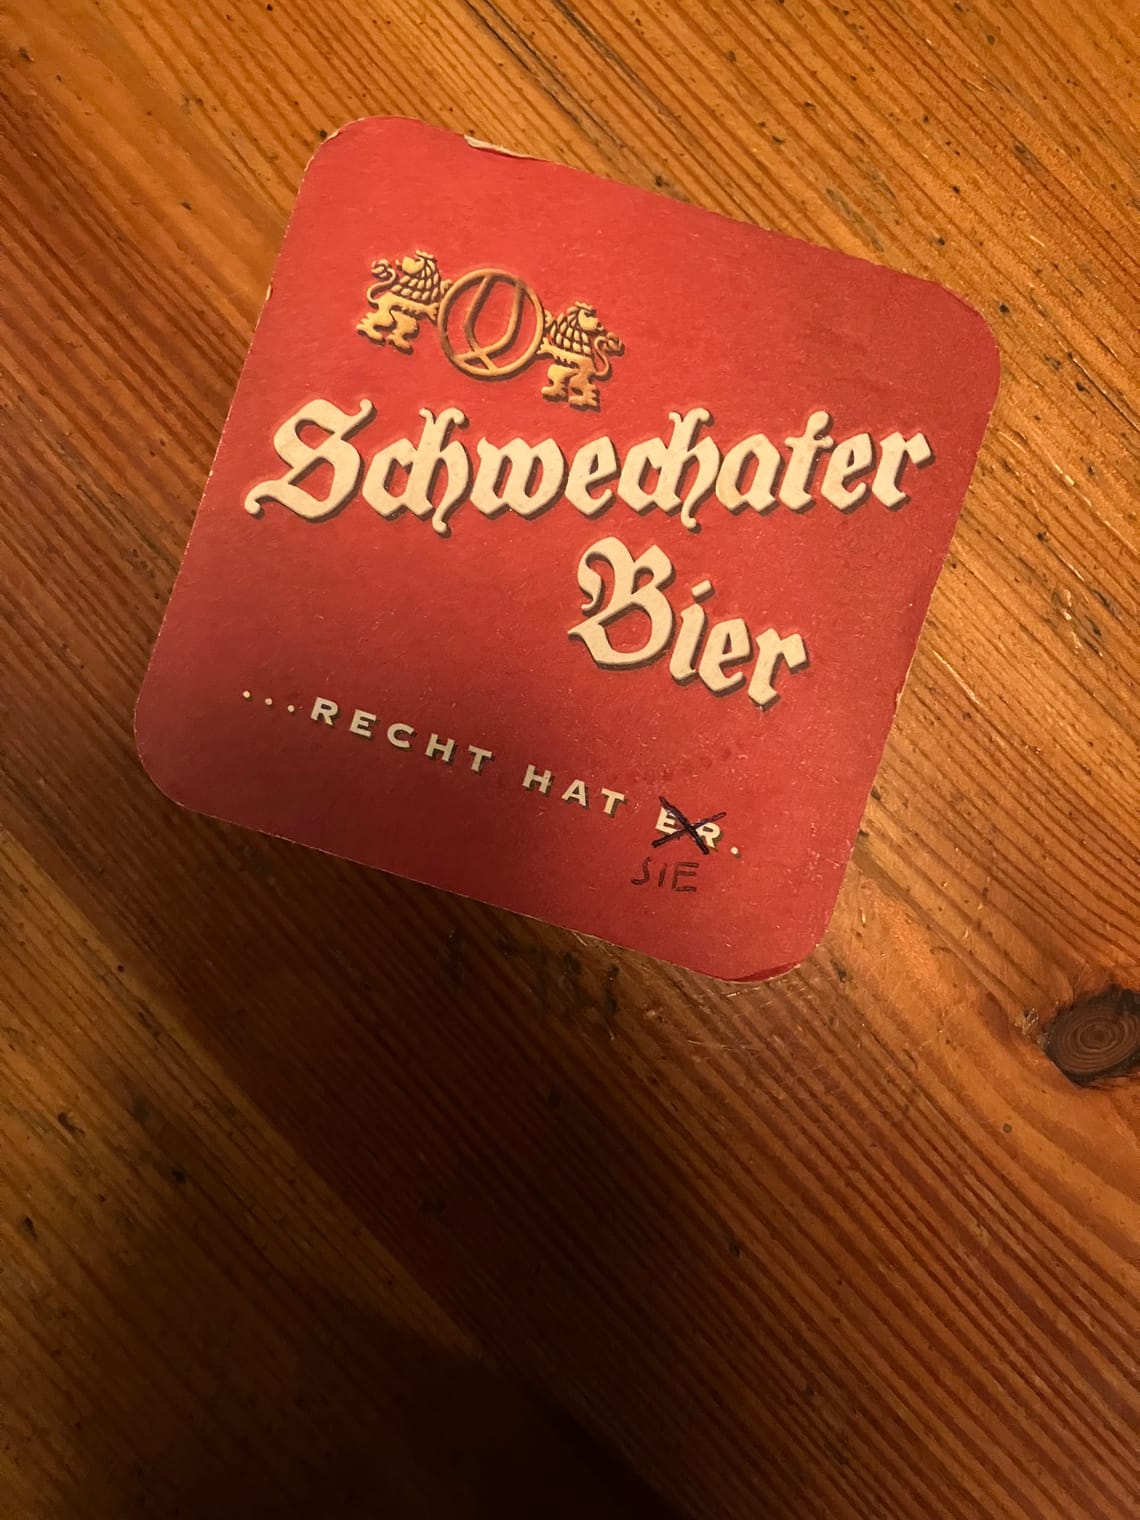 Schwechater
Bier
...RECHT HAT ER.
SIE